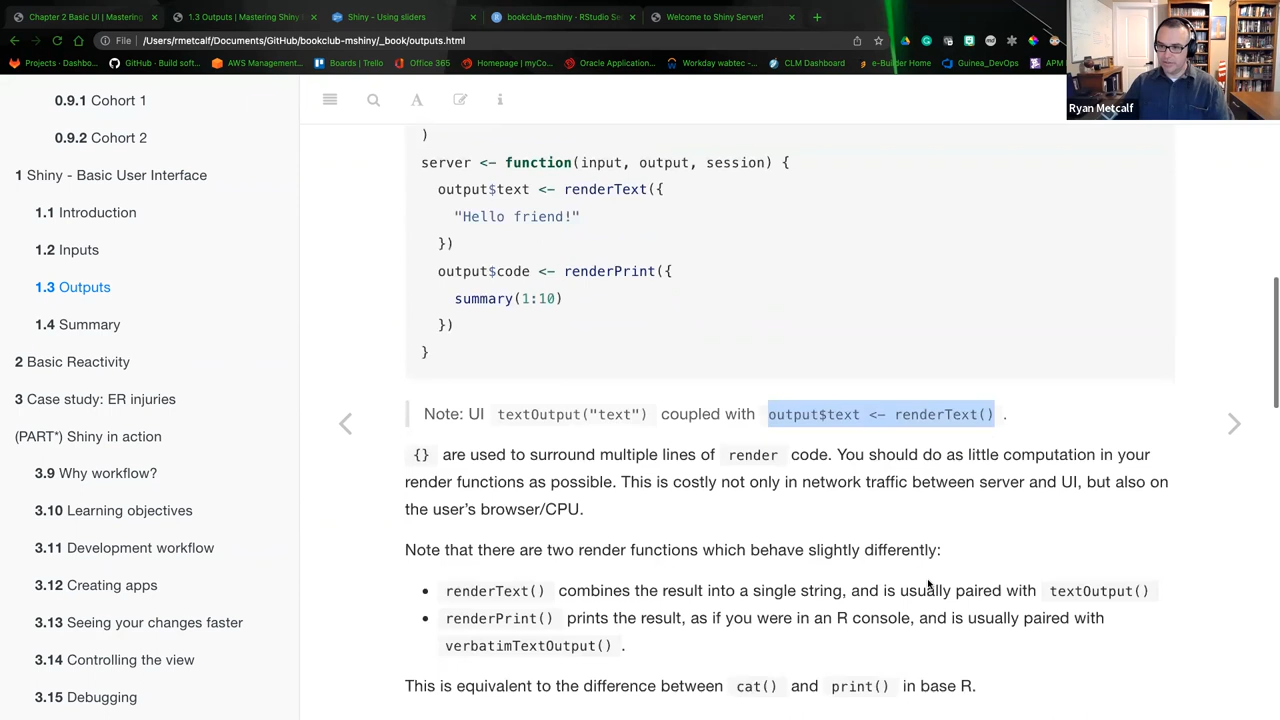 Chapter 2 Basic UI | Mastering
1.3 Outputs | Mastering Shiny
Shiny - Using sliders
bookclub-mshiny - RStudio Se
Welcome to Shiny Server!
File /Users/rmetcalf/Documents/GitHub/bookclub-mshiny/_book/outputs.html
Projects · Dashbo...
GitHub · Build soft...
AWS Management...
Boards | Trello
Office 365
Homepage | myCo...
Oracle Application...
Workday wabtec -...
CLM Dashboard
e-Builder Home
Guinea_DevOps
APM
Ryan Metcalf
0.9.1 Cohort 1
0.9.2 Cohort 2
1 Shiny - Basic User Interface
1.1 Introduction
1.2 Inputs
1.3 Outputs
1.4 Summary
2 Basic Reactivity
3 Case study: ER injuries
(PART*) Shiny in action
3.9 Why workflow?
3.10 Learning objectives
3.11 Development workflow
3.12 Creating apps
3.13 Seeing your changes faster
3.14 Controlling the view
3.15 Debugging
)
server <- function(input, output, session) {
output$text <- renderText({
"Hello friend!"
})
output$code <- renderPrint({
summary(1:10)
})
}
Note: UI textOutput("text") coupled with output$text <- renderText() .
{} are used to surround multiple lines of render code. You should do as little computation in your
render functions as possible. This is costly not only in network traffic between server and UI, but also on
the user's browser/CPU.
Note that there are two render functions which behave slightly differently:
• renderText() combines the result into a single string, and is usually paired with textOutput()
• renderPrint() prints the result, as if you were in an R console, and is usually paired with
verbatimTextOutput() .
This is equivalent to the difference between cat() and print() in base R.